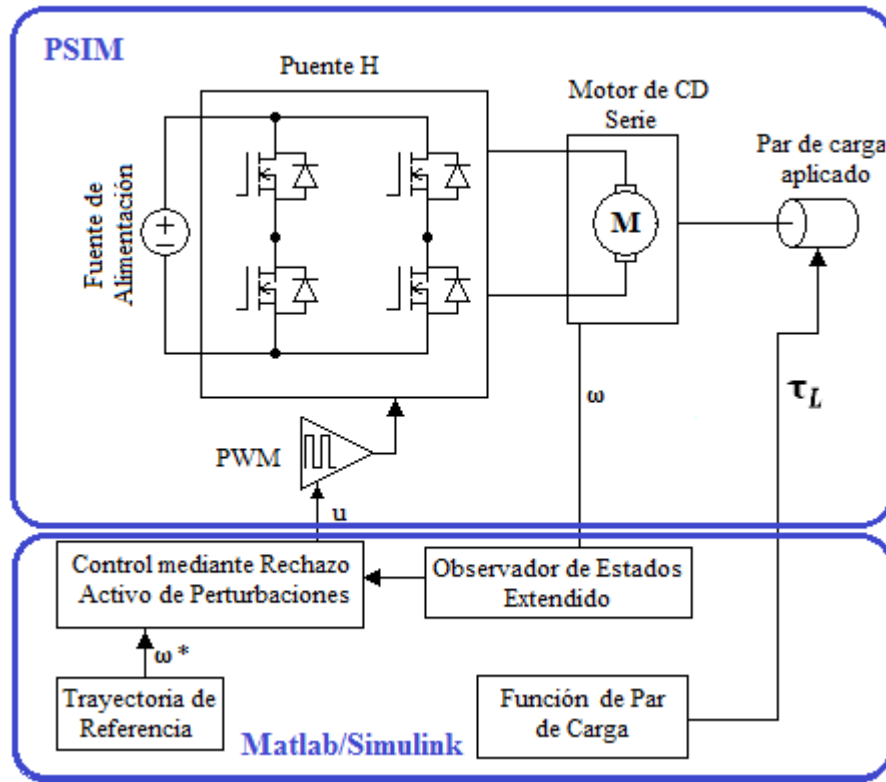 PSIM
Puente H
Motor de CD
Serie
Par de carga
aplicado
Fuente de
Alimentación
M
τL
ω
PWM
u
Control mediante Rechazo
Activo de Perturbaciones
Observador de Estados
Extendido
ω *
Trayectoria de
Referencia
Función de Par
de Carga
Matlab/Simulink